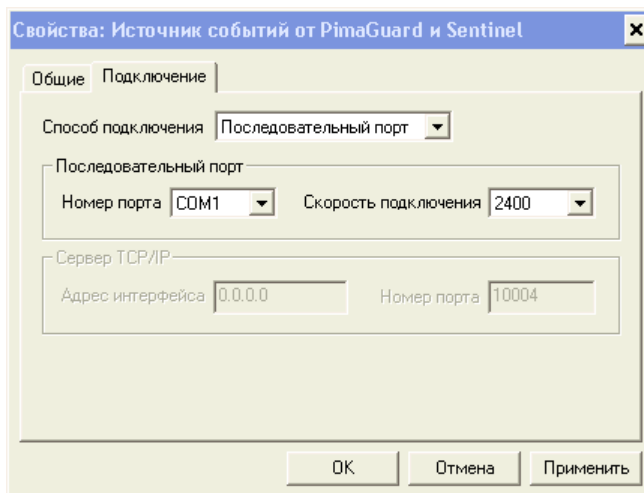 Свойства: Источник событий от PimaGuard и Sentinel
Общие Подключение
Способ подключения Последовательный порт
Последовательный порт
Номер порта COM1 Скорость подключения 2400
Сервер TCP/IP
Адрес интерфейса 0.0.0.0 Номер порта 10004
OK Отмена Применить